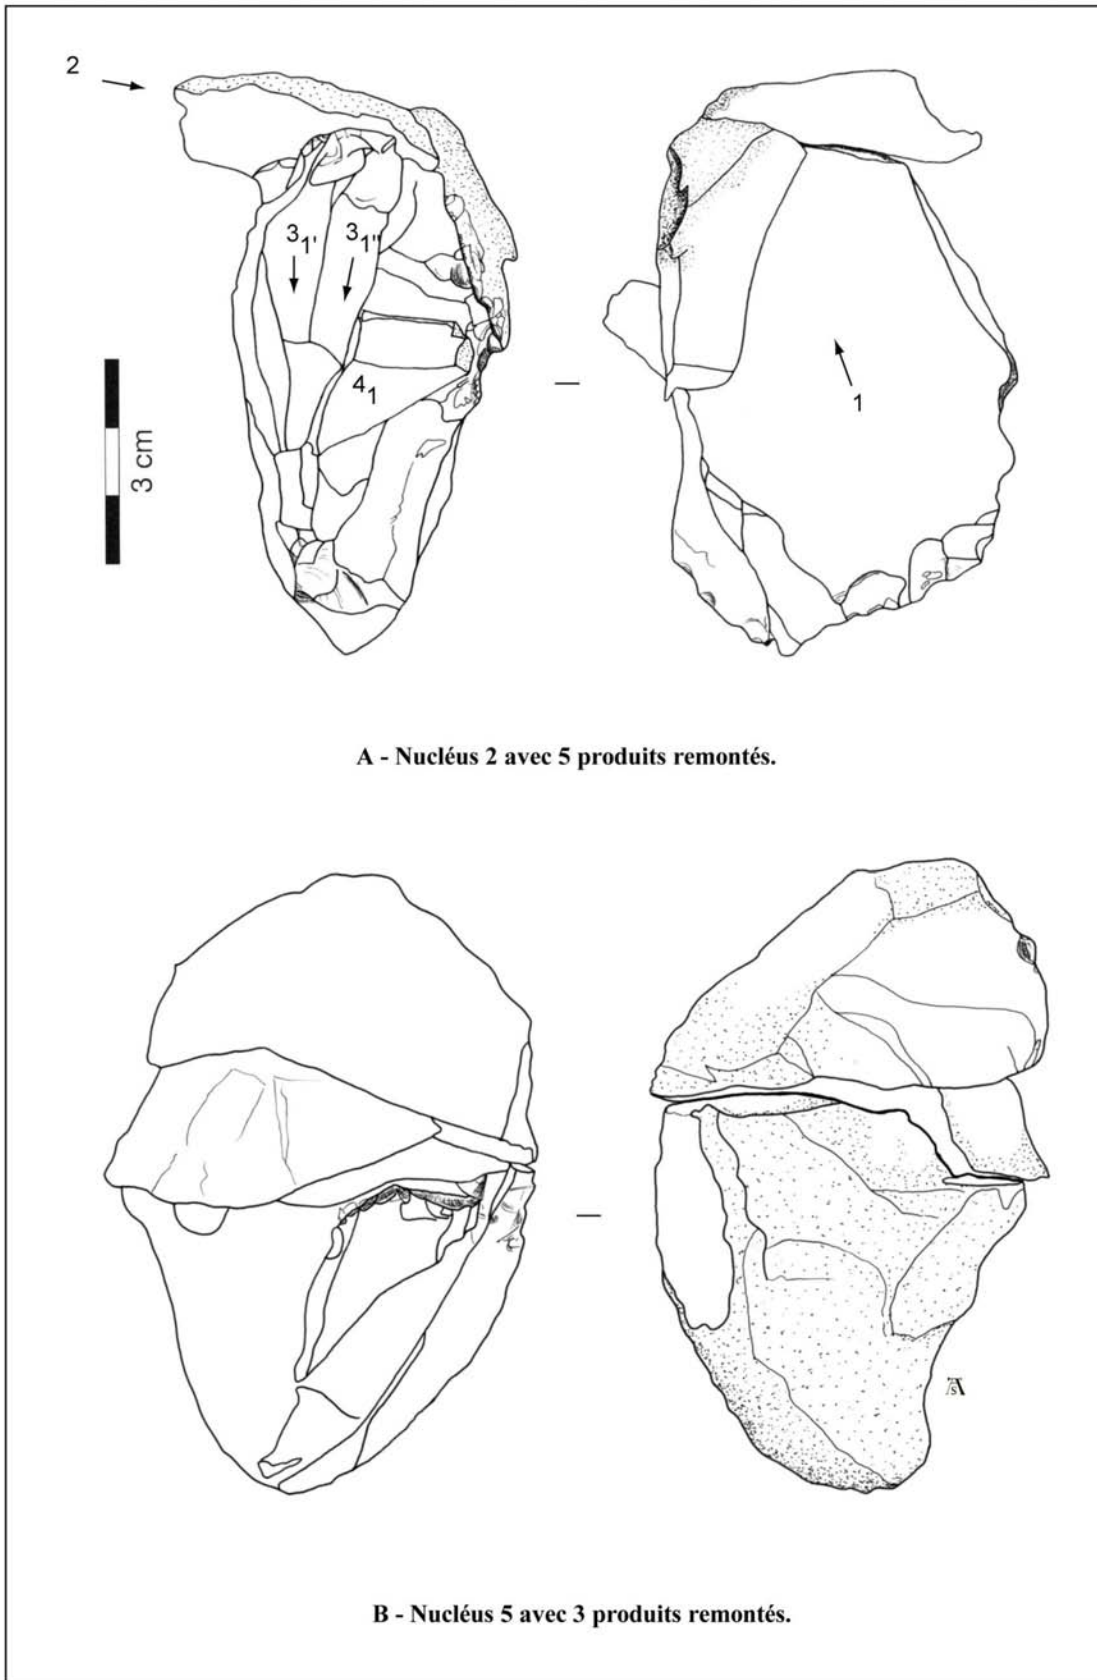 2
3 1' 3 1"
4 1
1
3 cm
A - Nucléus 2 avec 5 produits remontés.
B - Nucléus 5 avec 3 produits remontés.